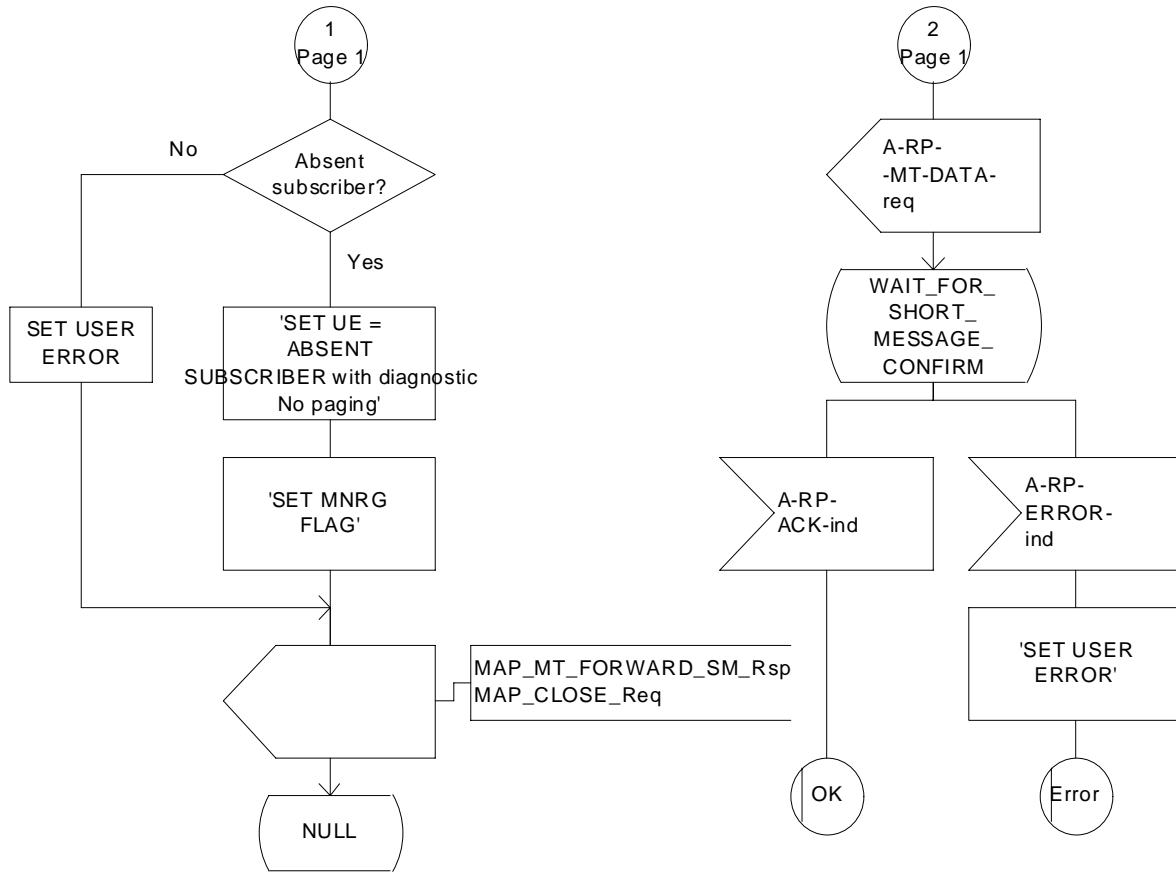 1
Page 1
No
Absent
subscriber?
Yes
SET USER
ERROR
'SET UE =
ABSENT
SUBSCRIBER with diagnostic
No paging'
'SET MNRG
FLAG'
MAP_MT_FORWARD_SM_Rsp
MAP_CLOSE_Req
NULL
2
Page 1
A-RP-
-MT-DATA-
req
WAIT_FOR_
SHORT_
MESSAGE_
CONFIRM
A-RP-
ACK-ind
A-RP-
ERROR-
ind
'SET USER
ERROR'
OK
Error